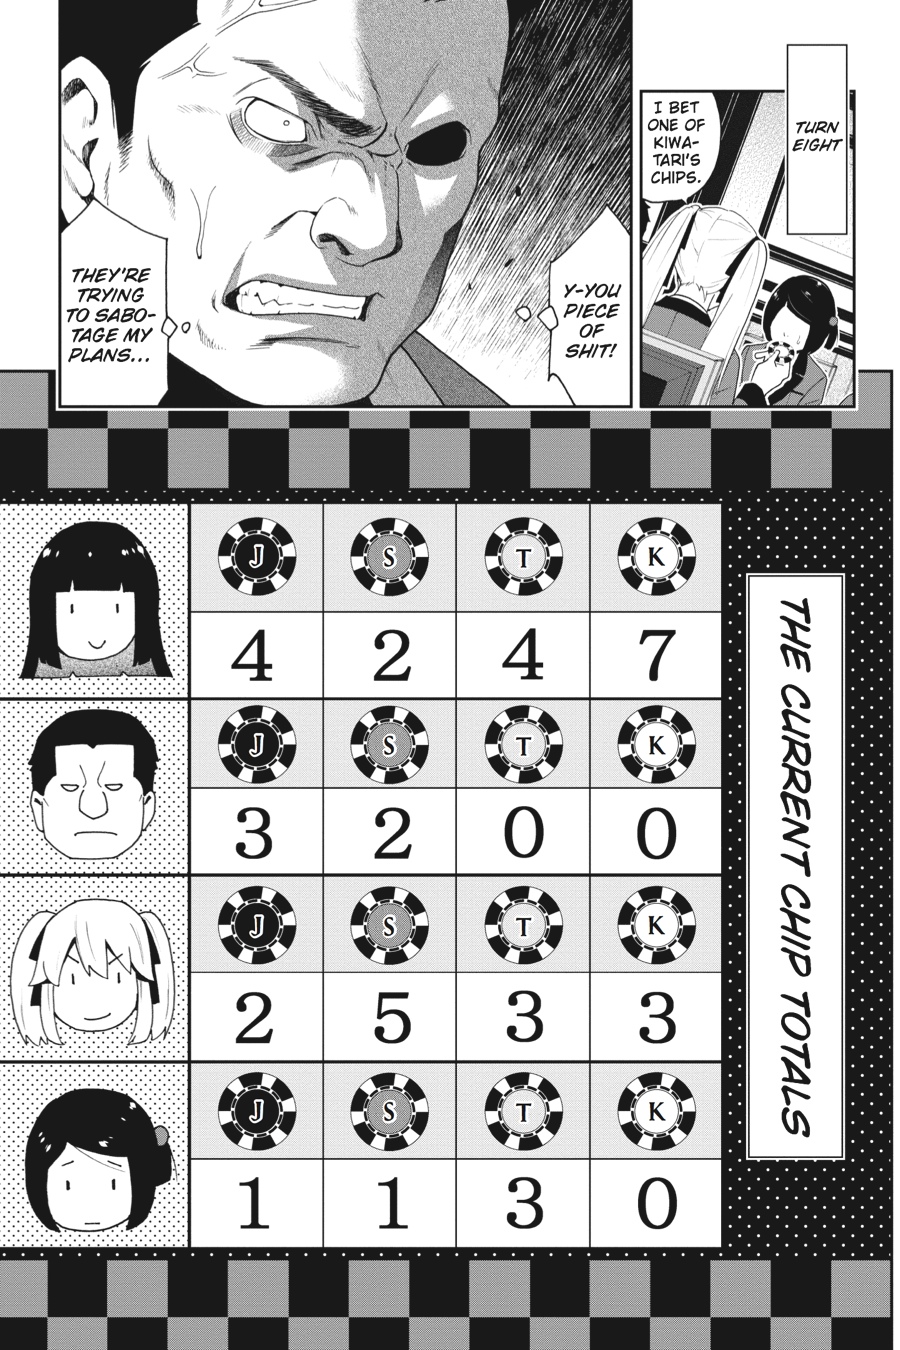 TURN
EIGHT
I BET
ONE OF
KIWA-
TARI'S
CHIPS.
Y-YOU
PIECE
OF
SHIT!
THEY'RE
TRYING
TO SABO-
TAGE MY
PLANS...
THE CURRENT CHIP TOTALS
J S T K
4 2 4 7
J S T K
3 2 0 0
J S T K
2 5 3 3
J S T K
1 1 3 0